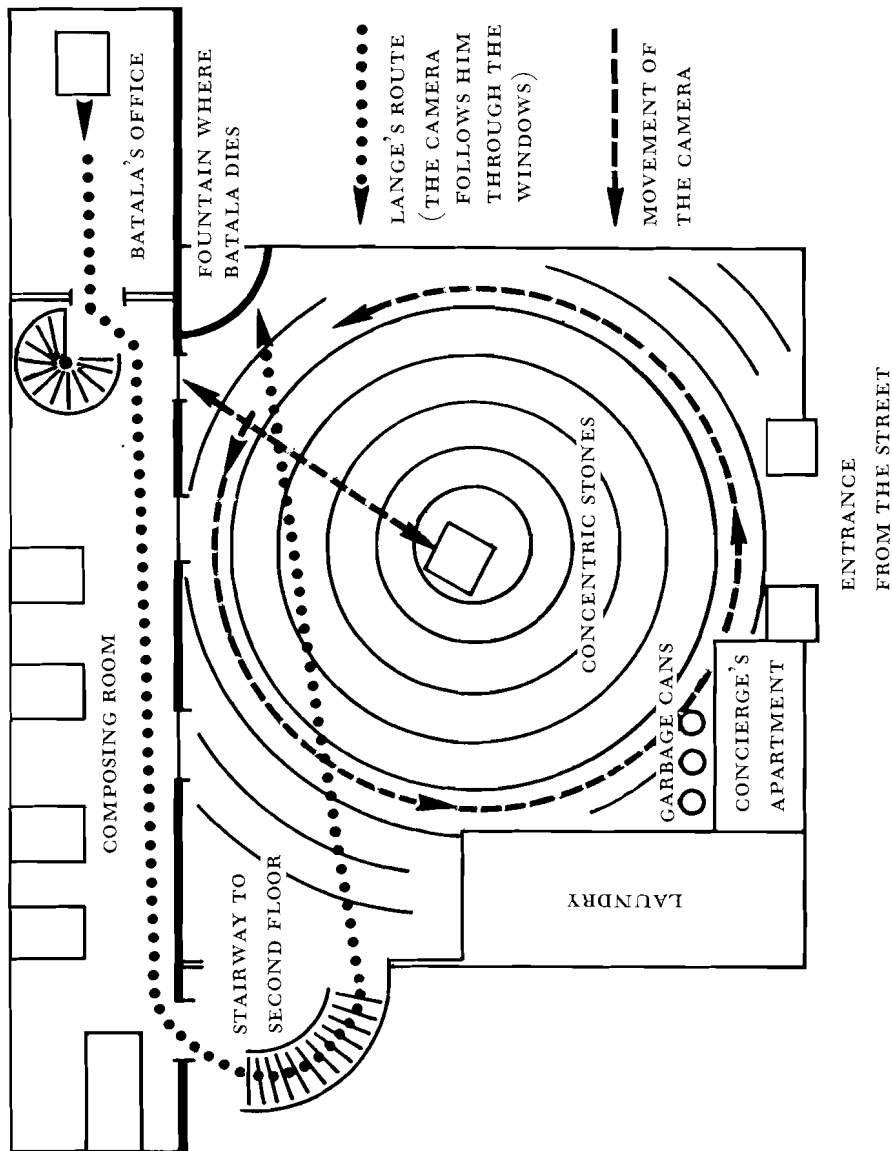 BATALA'S OFFICE
FOUNTAIN WHERE
BATALA DIES
LANGE'S ROUTE
(THE CAMERA
FOLLOWS HIM
THROUGH THE
WINDOWS)
MOVEMENT OF
THE CAMERA
COMPOSING ROOM
STAIRWAY TO
SECOND FLOOR
CONCENTRIC STONES
GARBAGE CANS
CONCIERGE'S
APARTMENT
LAUNDRY
ENTRANCE
FROM THE STREET